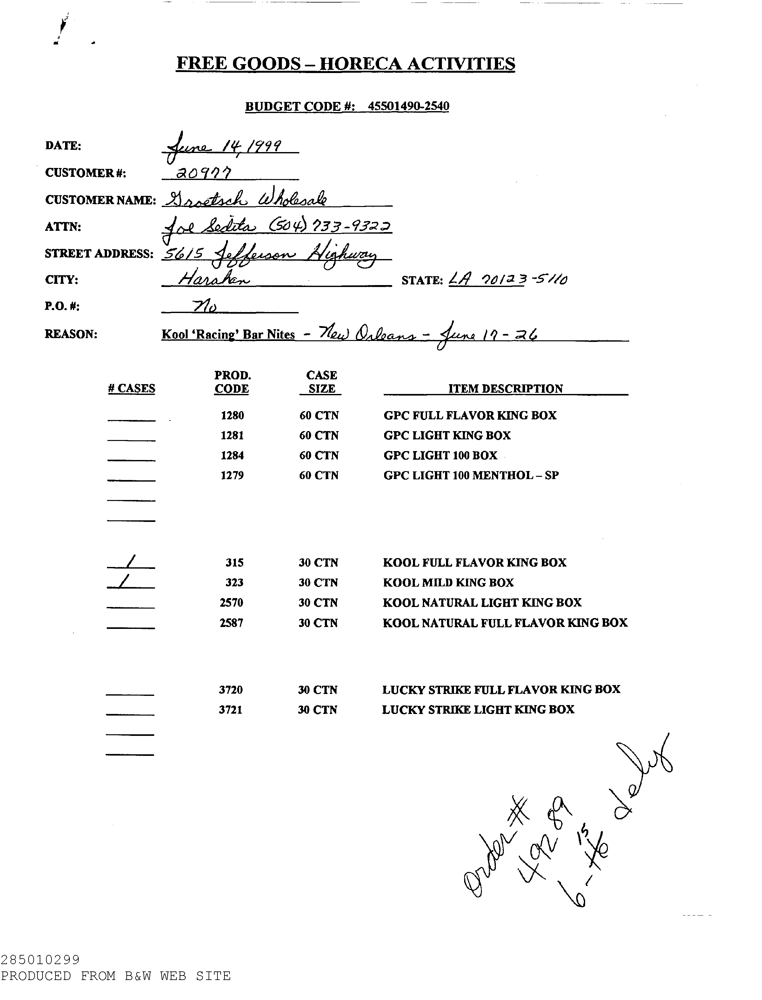 FREE GOODS – HORECA ACTIVITIES
BUDGET CODE #: 45501490-2540
DATE: June 14, 1999
CUSTOMER #: 20977
CUSTOMER NAME: Groetsch Wholesale
ATTN: Joe Sedita (504) 733-9322
STREET ADDRESS: 5615 Jefferson Highway
CITY: Harahan STATE: LA 70123-5110
P.O. #: No
REASON: Kool 'Racing' Bar Nites - New Orleans - June 19-26
# CASES PROD. CODE CASE SIZE ITEM DESCRIPTION
1280 60 CTN GPC FULL FLAVOR KING BOX
1281 60 CTN GPC LIGHT KING BOX
1284 60 CTN GPC LIGHT 100 BOX
1279 60 CTN GPC LIGHT 100 MENTHOL – SP
1 315 30 CTN KOOL FULL FLAVOR KING BOX
1 323 30 CTN KOOL MILD KING BOX
2570 30 CTN KOOL NATURAL LIGHT KING BOX
2587 30 CTN KOOL NATURAL FULL FLAVOR KING BOX
3720 30 CTN LUCKY STRIKE FULL FLAVOR KING BOX
3721 30 CTN LUCKY STRIKE LIGHT KING BOX
order #
49289
6-15 dely
285010299
PRODUCED FROM B&W WEB SITE